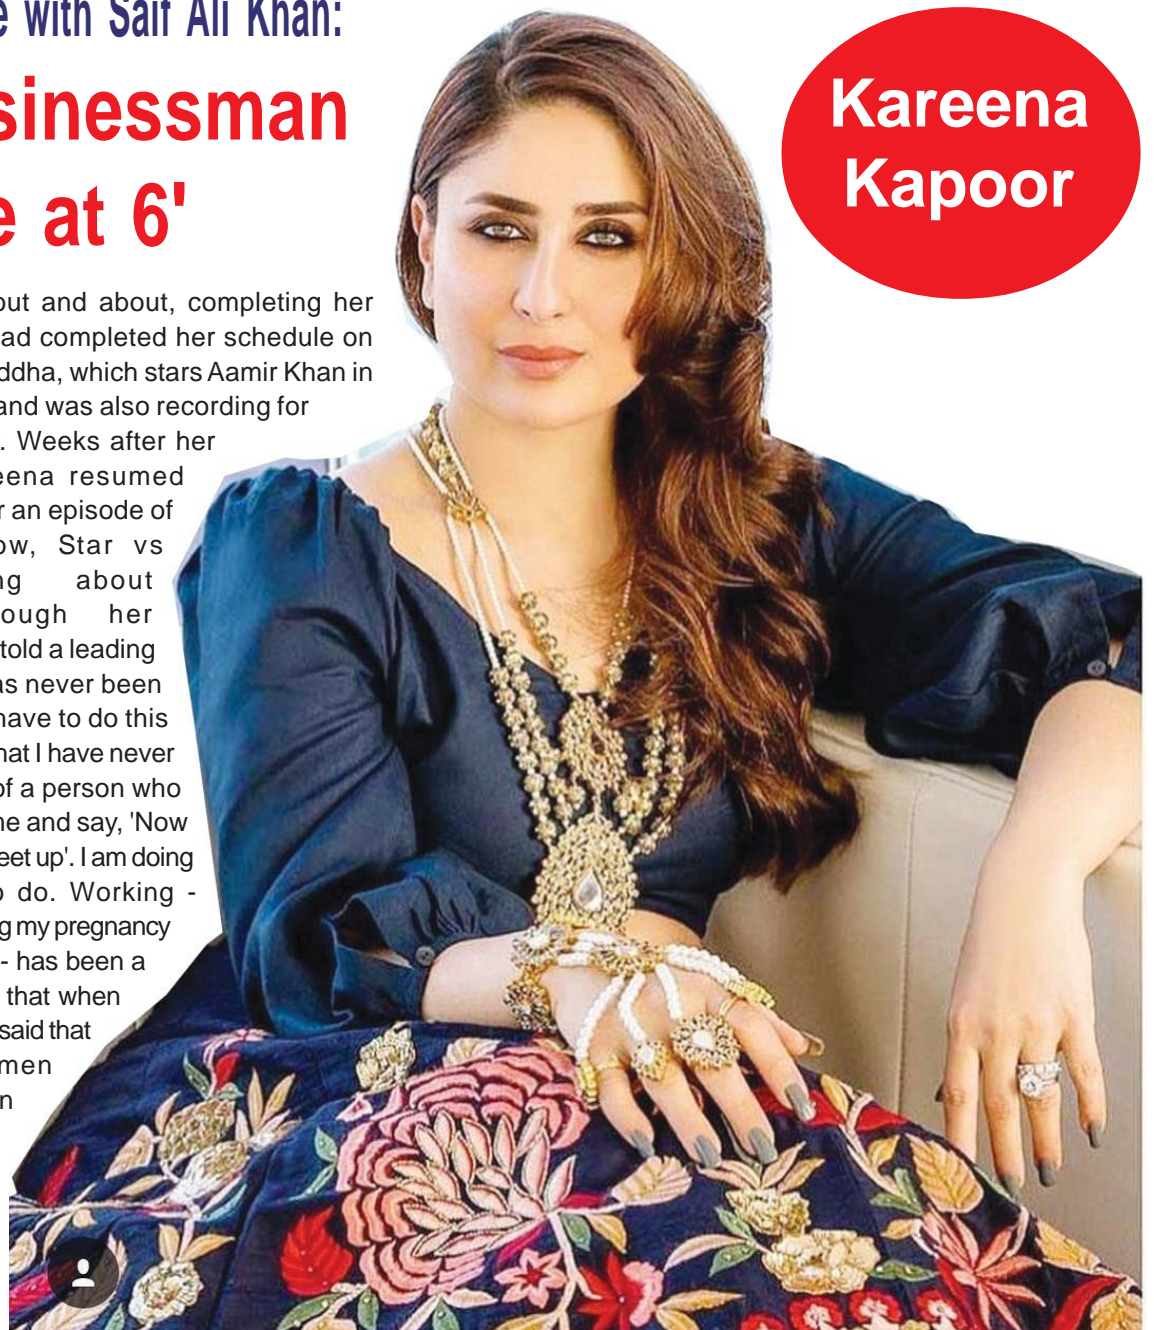 e with Saif Ali Khan:
sinessman
e at 6'
Kareena
Kapoor
out and about, completing her
ad completed her schedule on
ddha, which stars Aamir Khan in
and was also recording for
. Weeks after her
eena resumed
r an episode of
ow, Star vs
ng about
ough her
told a leading
as never been
have to do this
hat I have never
of a person who
ne and say, 'Now
eet up'. I am doing
o do. Working -
g my pregnancy
- has been a
that when
said that
men
n